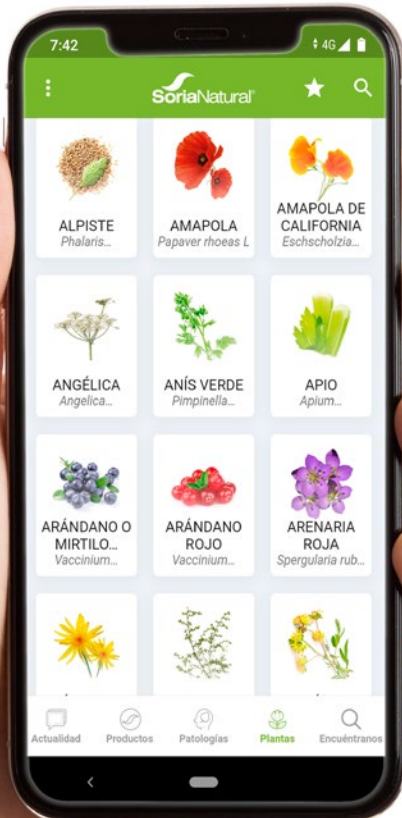 7:42
4G
SoriaNatural®
ALPISTE
Phalaris...
AMAPOLA
Papaver rhoeas L
AMAPOLA DE
CALIFORNIA
Eschscholzia...
ANGÉLICA
Angelica...
ANÍS VERDE
Pimpinella...
APIO
Apium...
ARÁNDANO O
MIRTILO...
Vaccinium...
ARÁNDANO
ROJO
Vaccinium...
ARENARIA
ROJA
Spergularia rub...
Actualidad
Productos
Patologías
Plantas
Encuéntranos